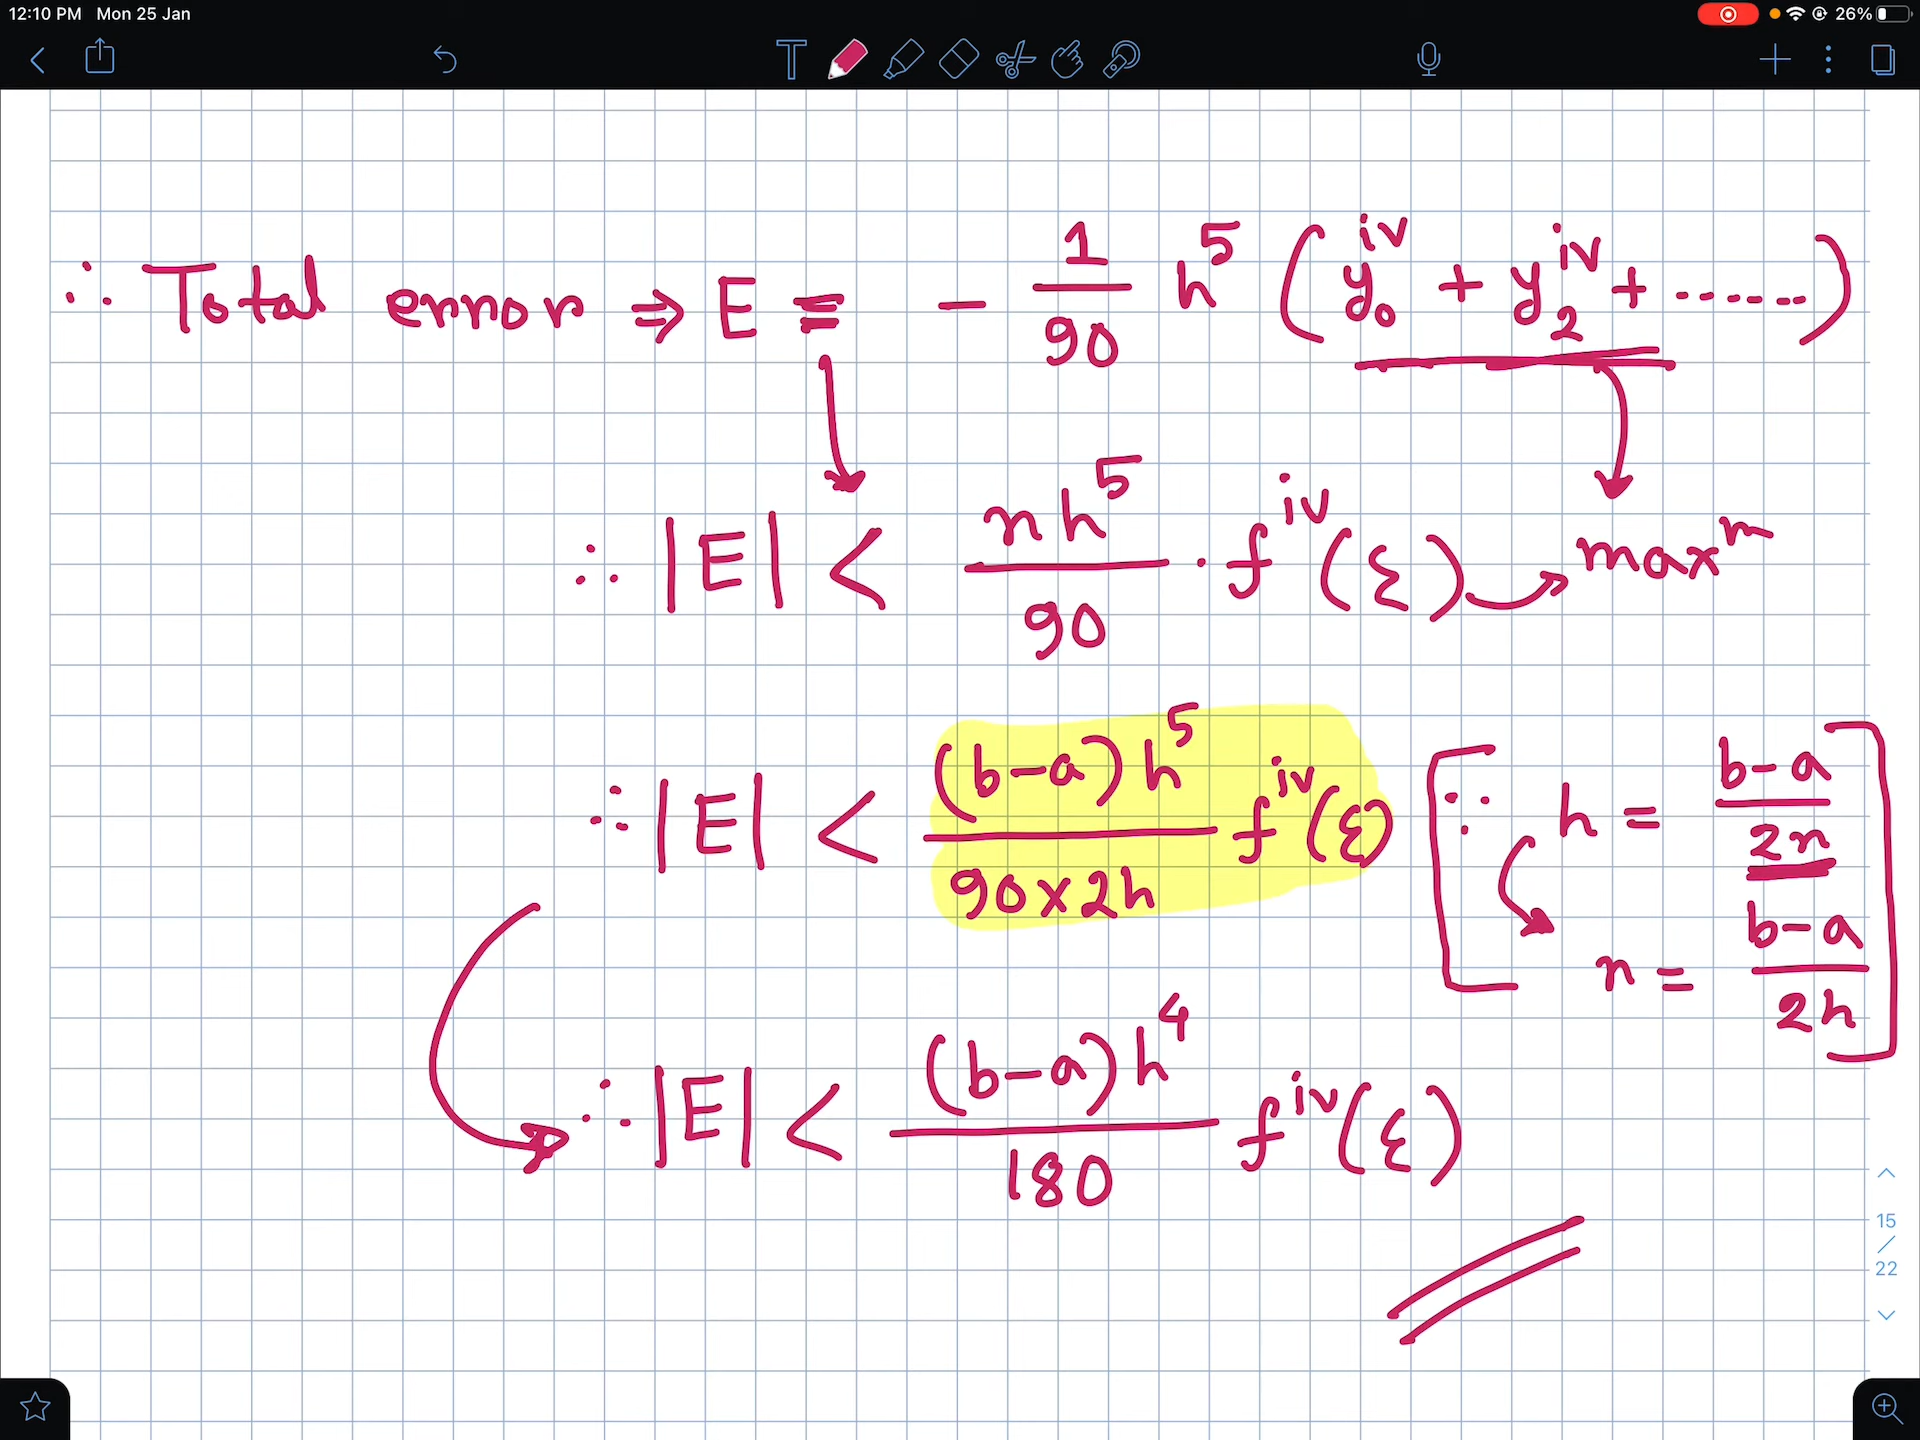 12:10 PM Mon 25 Jan
26%
∴ Total error ⇒ E = - 1/90 h⁵ (y₀ⁱᵛ + y₂ⁱᵛ + ......)
∴ |E| < nh⁵/90 · fⁱᵛ(ξ) → maxᵐ
∴ |E| < (b-a)h⁵/90×2h fⁱᵛ(ξ) [∵ h = b-a/2n
n = b-a/2h]
∴ |E| < (b-a)h⁴/180 fⁱᵛ(ξ)
15
/
22